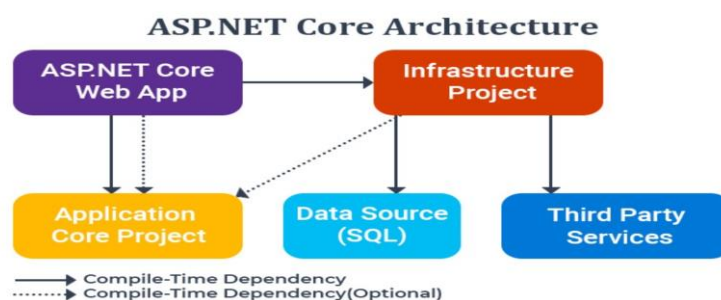 ASP.NET Core Architecture
ASP.NET Core
Web App
Infrastructure
Project
Application
Core Project
Data Source
(SQL)
Third Party
Services
Compile-Time Dependency
Compile-Time Dependency(Optional)